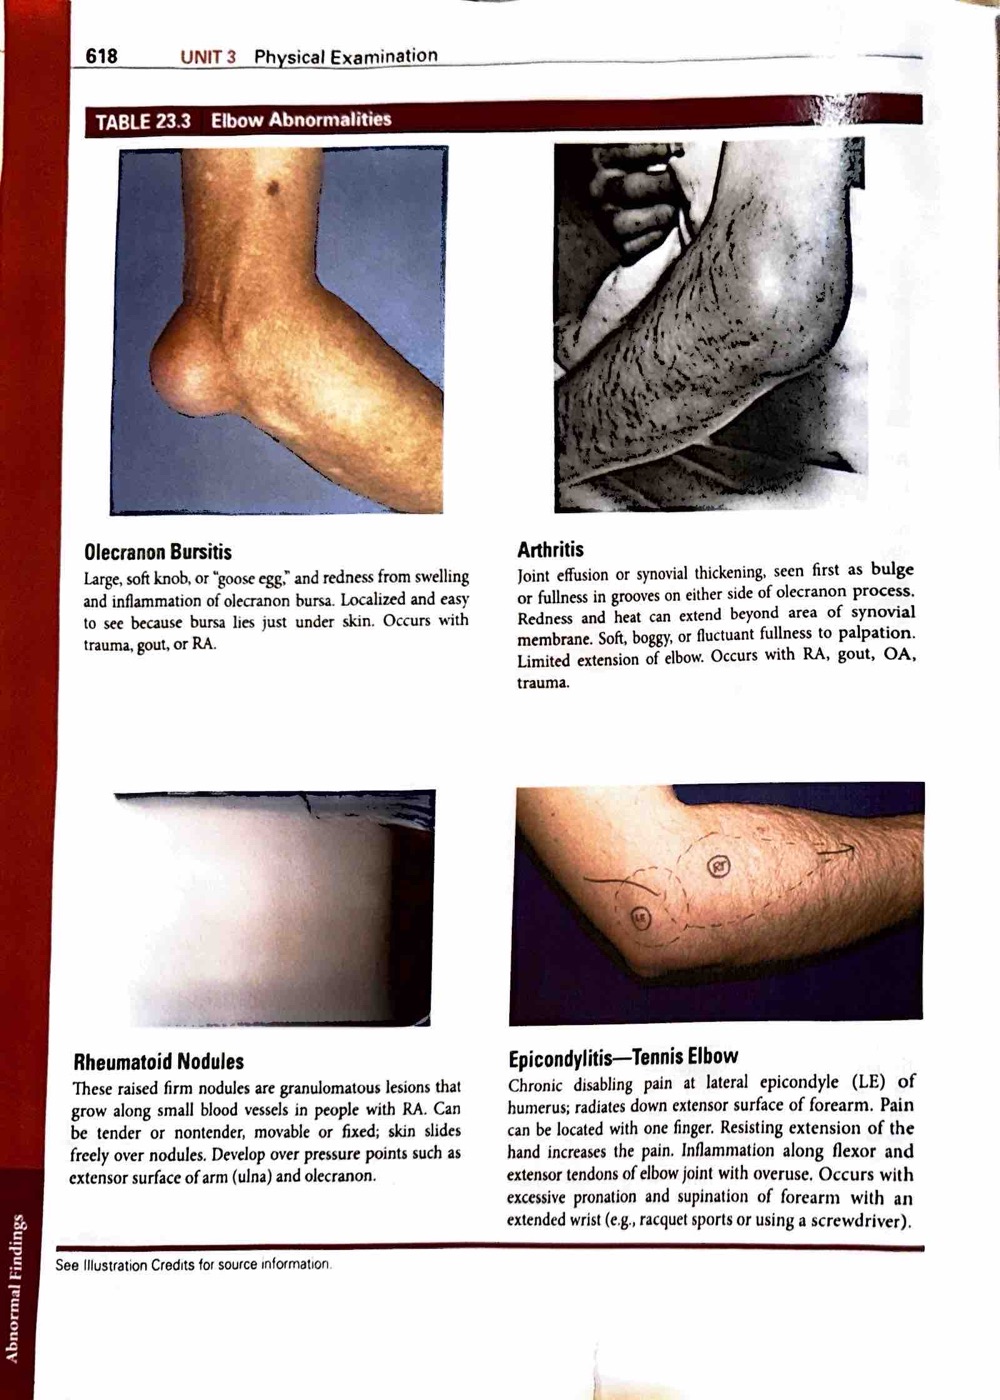 618 UNIT 3 Physical Examination
TABLE 23.3 Elbow Abnormalities
Olecranon Bursitis
Large, soft knob, or “goose egg,” and redness from swelling
and inflammation of olecranon bursa. Localized and easy
to see because bursa lies just under skin. Occurs with
trauma, gout, or RA.
Arthritis
Joint effusion or synovial thickening, seen first as bulge
or fullness in grooves on either side of olecranon process.
Redness and heat can extend beyond area of synovial
membrane. Soft, boggy, or fluctuant fullness to palpation.
Limited extension of elbow. Occurs with RA, gout, OA,
trauma.
RT
LE
Rheumatoid Nodules
These raised firm nodules are granulomatous lesions that
grow along small blood vessels in people with RA. Can
be tender or nontender, movable or fixed; skin slides
freely over nodules. Develop over pressure points such as
extensor surface of arm (ulna) and olecranon.
Epicondylitis—Tennis Elbow
Chronic disabling pain at lateral epicondyle (LE) of
humerus; radiates down extensor surface of forearm. Pain
can be located with one finger. Resisting extension of the
hand increases the pain. Inflammation along flexor and
extensor tendons of elbow joint with overuse. Occurs with
excessive pronation and supination of forearm with an
extended wrist (e.g., racquet sports or using a screwdriver).
See Illustration Credits for source information.
Abnormal Findings